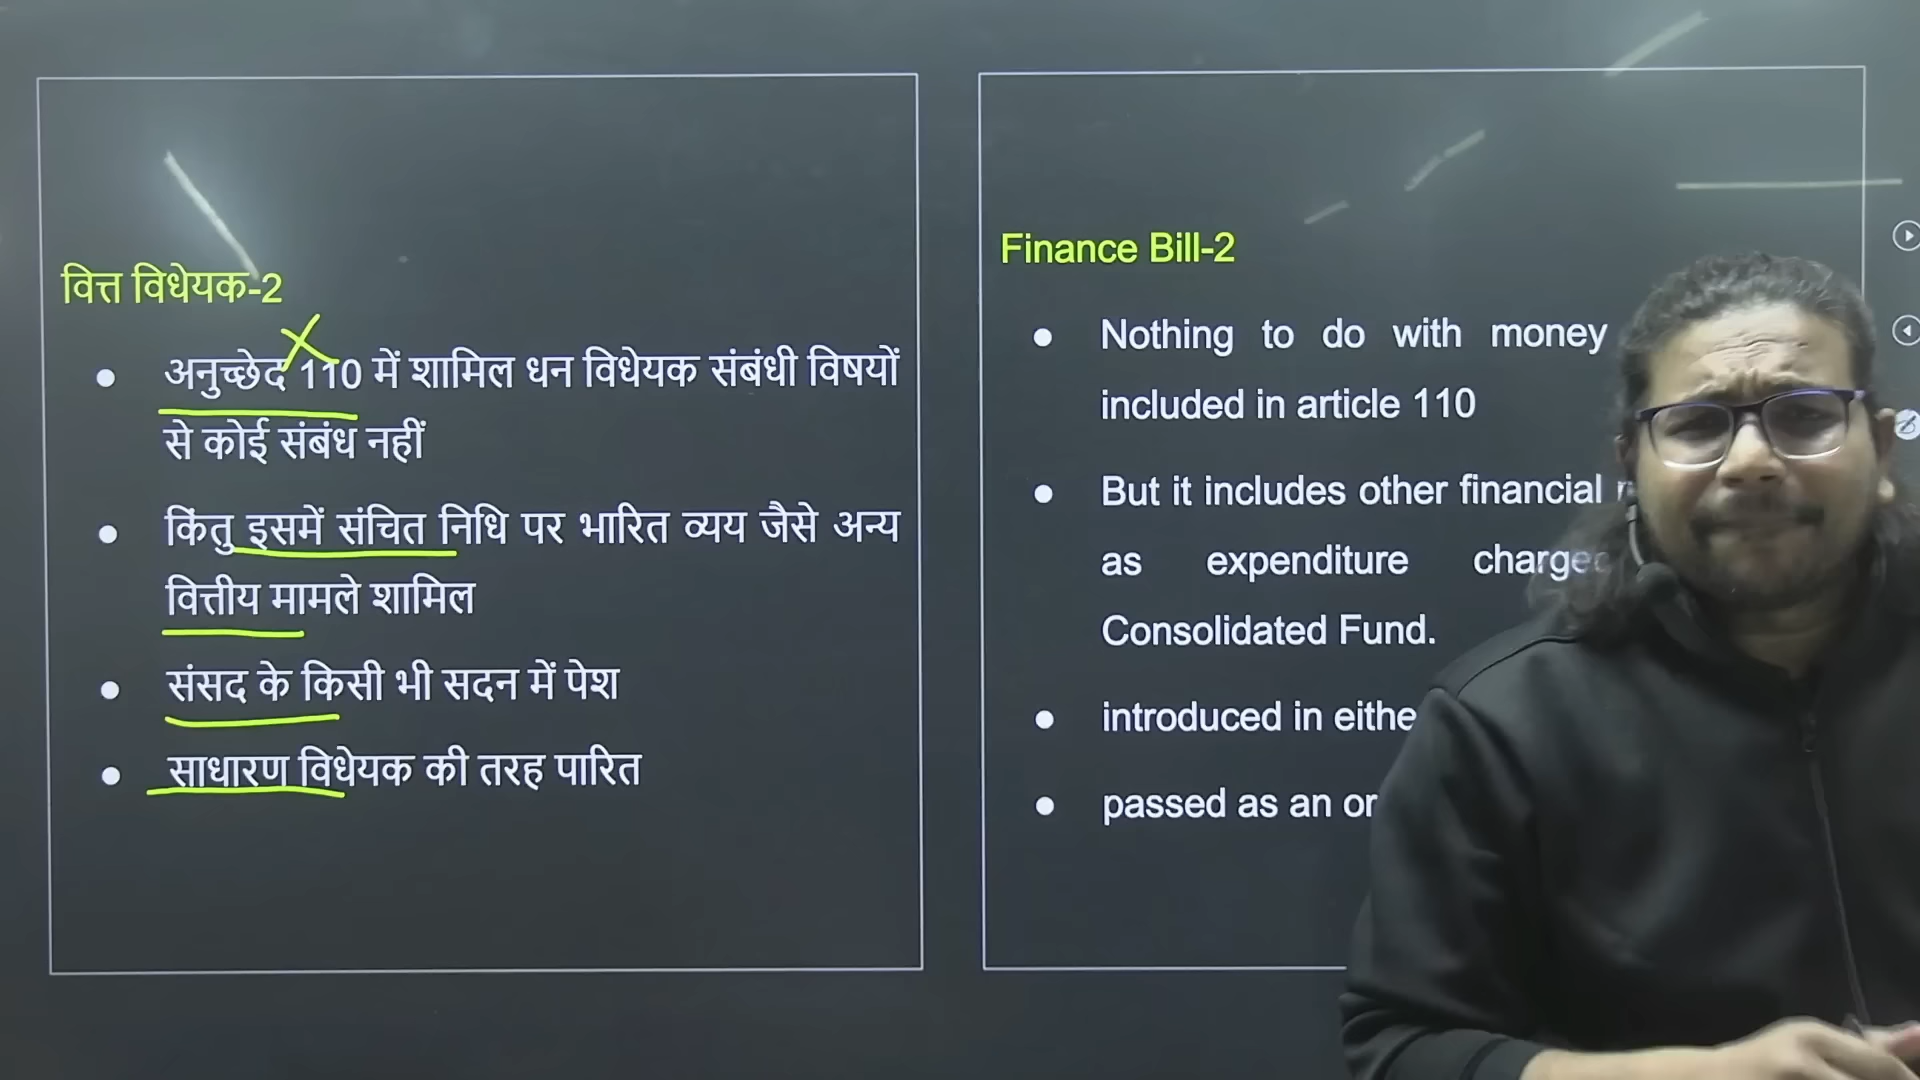 वित्त विधेयक-2
अनुच्छेद 110 में शामिल धन विधेयक संबंधी विषयों
से कोई संबंध नहीं
किंतु इसमें संचित निधि पर भारित व्यय जैसे अन्य
वित्तीय मामले शामिल
संसद के किसी भी सदन में पेश
साधारण विधेयक की तरह पारित
Finance Bill-2
Nothing to do with money
included in article 110
But it includes other financial
as expenditure
Consolidated Fund.
introduced in
passed as an